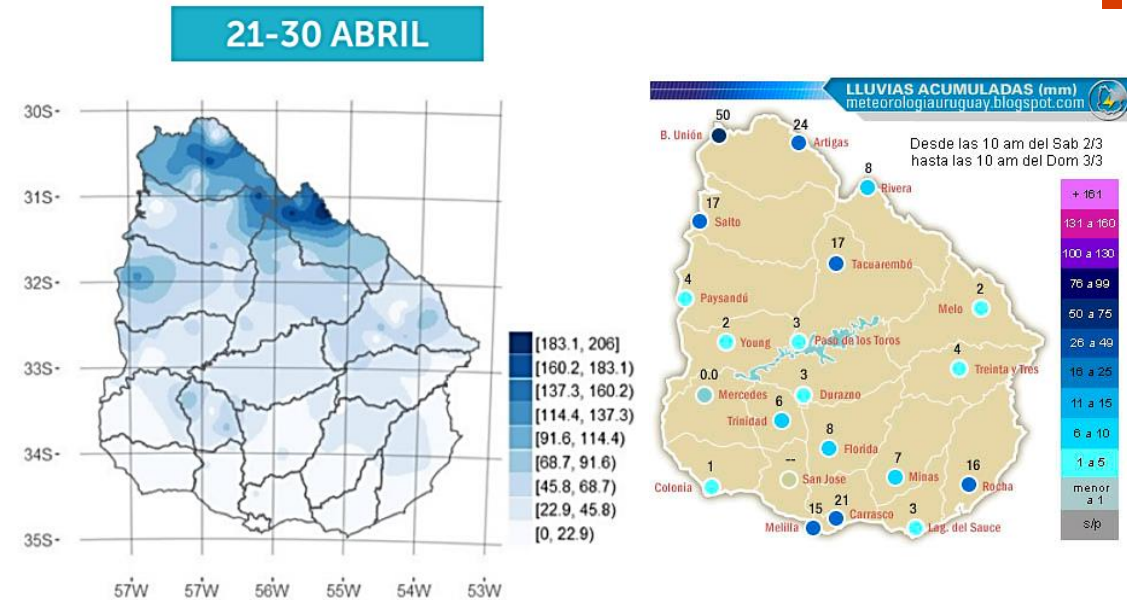 21-30 ABRIL
30S-
31S-
32S-
33S-
34S-
35S-
57W
57W
56W
55W
54W
53W
[183.1, 206]
[160.2, 183.1)
[137.3, 160.2)
[114.4, 137.3)
[91.6, 114.4)
[68.7, 91.6)
[45.8, 68.7)
[22.9, 45.8)
[0, 22.9)
LLUVIAS ACUMULADAS (mm)
meteorologiauruguay.blogspot.com
Desde las 10 am del Sab 2/3
hasta las 10 am del Dom 3/3
50
B. Unión
24
Artigas
8
Rivera
17
Salto
17
Tacuarembó
4
Paysandú
2
Melo
2
Young
3
Paso de los Toros
4
Treinta y Tres
0.0
Mercedes
3
Durazno
6
Trinidad
8
Florida
--
San Jose
7
Minas
16
Rocha
1
Colonia
15
Melilla
21
Carrasco
3
Lag. del Sauce
+ 161
131 a 160
100 a 130
76 a 99
50 a 75
26 a 49
16 a 25
11 a 15
6 a 10
1 a 5
menor
a 1
s/p